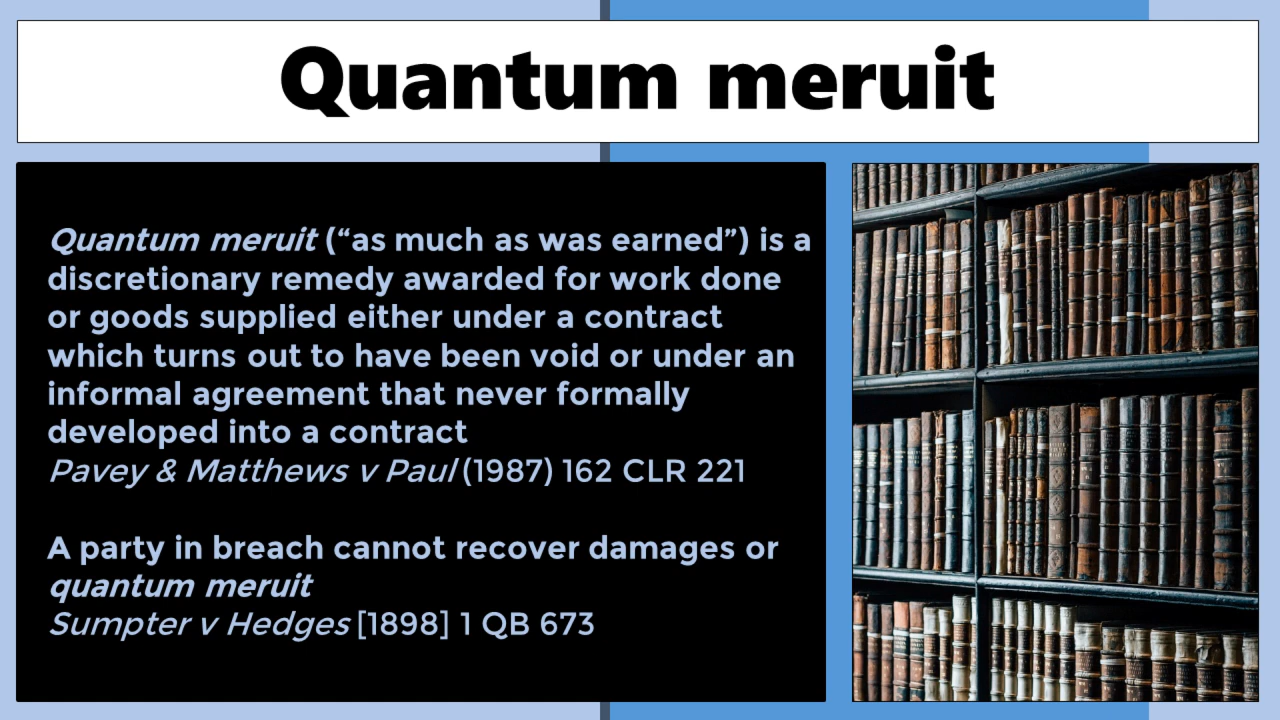 Quantum meruit
Quantum meruit (“as much as was earned”) is a
discretionary remedy awarded for work done
or goods supplied either under a contract
which turns out to have been void or under an
informal agreement that never formally
developed into a contract
Pavey & Matthews v Paul (1987) 162 CLR 221
A party in breach cannot recover damages or
quantum meruit
Sumpter v Hedges [1898] 1 QB 673